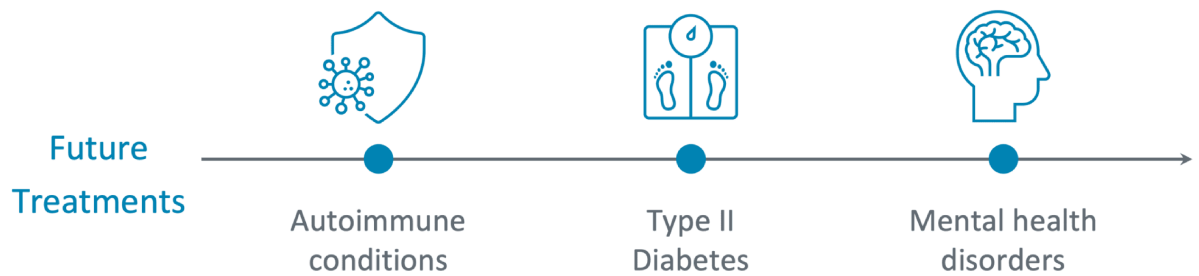 Future
Treatments
Autoimmune
conditions
Type II
Diabetes
Mental health
disorders